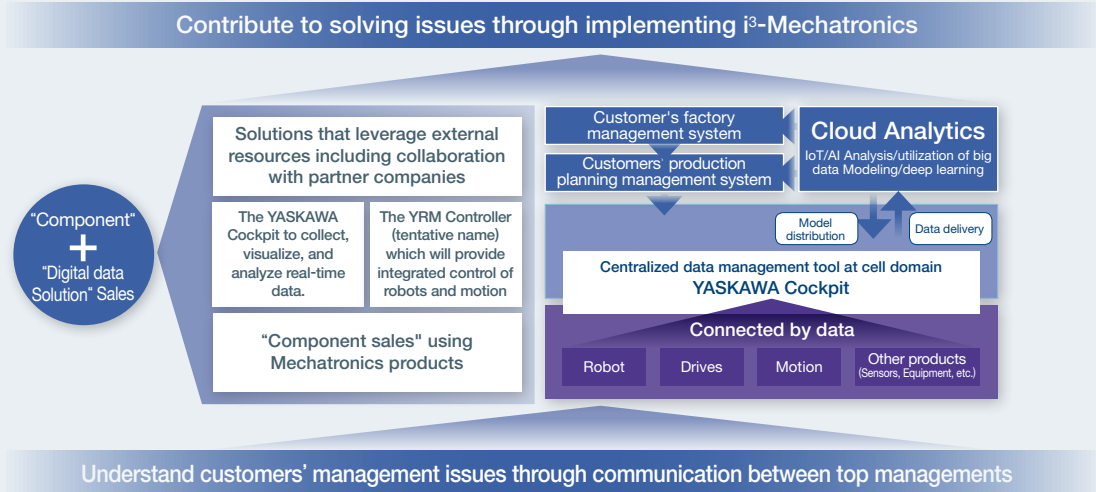 Contribute to solving issues through implementing i³-Mechatronics
"Component"
+
"Digital data
Solution" Sales
Solutions that leverage external
resources including collaboration
with partner companies
The YASKAWA
Cockpit to collect,
visualize, and
analyze real-time
data.
The YRM Controller
(tentative name)
which will provide
integrated control of
robots and motion
"Component sales" using
Mechatronics products
Customer's factory
management system
Customers' production
planning management system
Cloud Analytics
IoT/AI Analysis/utilization of big
data Modeling/deep learning
Model
distribution
Data delivery
Centralized data management tool at cell domain
YASKAWA Cockpit
Connected by data
Robot
Drives
Motion
Other products
(Sensors, Equipment, etc.)
Understand customers' management issues through communication between top managements